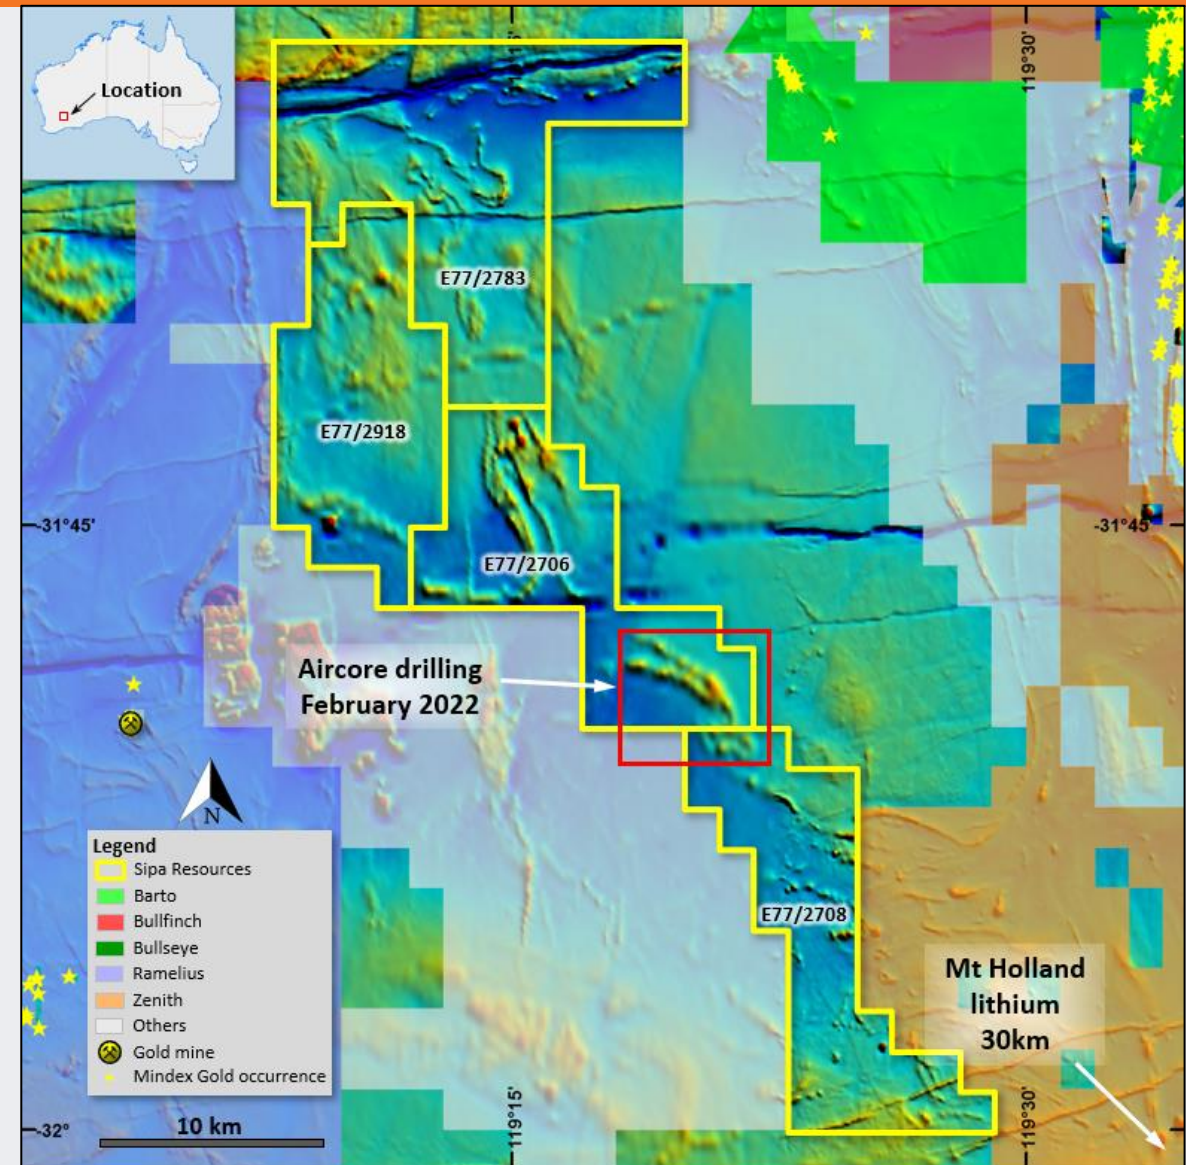 Location
119°30'
E77/2783
E77/2918
-31°45'
-31°45'
E77/2706
Aircore drilling
February 2022
N
Legend
Sipa Resources
Barto
Bullfinch
Bullseye
Ramelius
Zenith
Others
Gold mine
Mindex Gold occurrence
10 km
E77/2708
Mt Holland
lithium
30km
-32°
119°15'
119°30'